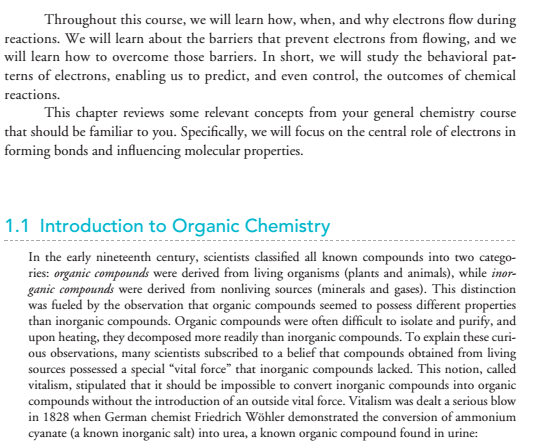 Throughout this course, we will learn how, when, and why electrons flow during
reactions. We will learn about the barriers that prevent electrons from flowing, and we
will learn how to overcome those barriers. In short, we will study the behavioral pat-
terns of electrons, enabling us to predict, and even control, the outcomes of chemical
reactions.
This chapter reviews some relevant concepts from your general chemistry course
that should be familiar to you. Specifically, we will focus on the central role of electrons in
forming bonds and influencing molecular properties.
1.1 Introduction to Organic Chemistry
In the early nineteenth century, scientists classified all known compounds into two catego-
ries: organic compounds were derived from living organisms (plants and animals), while inor-
ganic compounds were derived from nonliving sources (minerals and gases). This distinction
was fueled by the observation that organic compounds seemed to possess different properties
than inorganic compounds. Organic compounds were often difficult to isolate and purify, and
upon heating, they decomposed more readily than inorganic compounds. To explain these curi-
ous observations, many scientists subscribed to a belief that compounds obtained from living
sources possessed a special “vital force” that inorganic compounds lacked. This notion, called
vitalism, stipulated that it should be impossible to convert inorganic compounds into organic
compounds without the introduction of an outside vital force. Vitalism was dealt a serious blow
in 1828 when German chemist Friedrich Wöhler demonstrated the conversion of ammonium
cyanate (a known inorganic salt) into urea, a known organic compound found in urine: